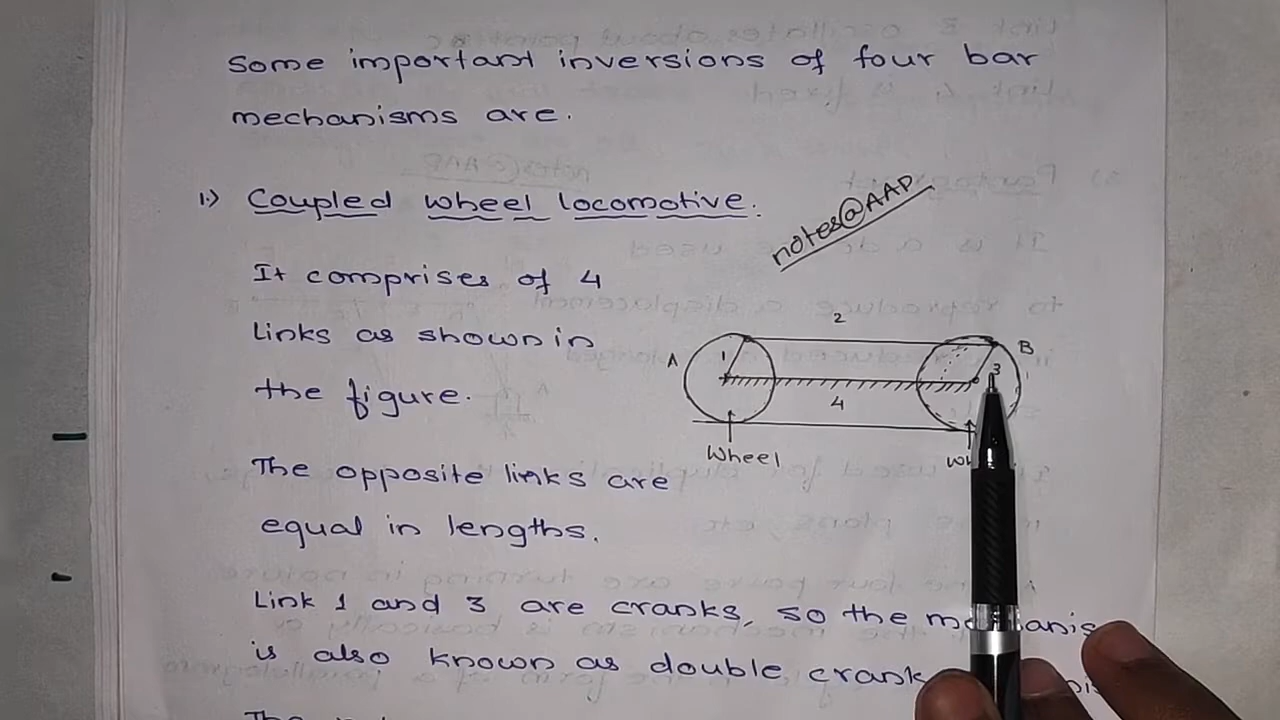 Some important inversions of four bar
mechanisms are.
1.) Coupled wheel locomotive.
notes@AAP
It comprises of 4
links as shown in
the figure.
2
A
1
B
3
4
Wheel
The opposite links are
equal in lengths.
Link 1 and 3 are cranks, so the
is also known as double crank